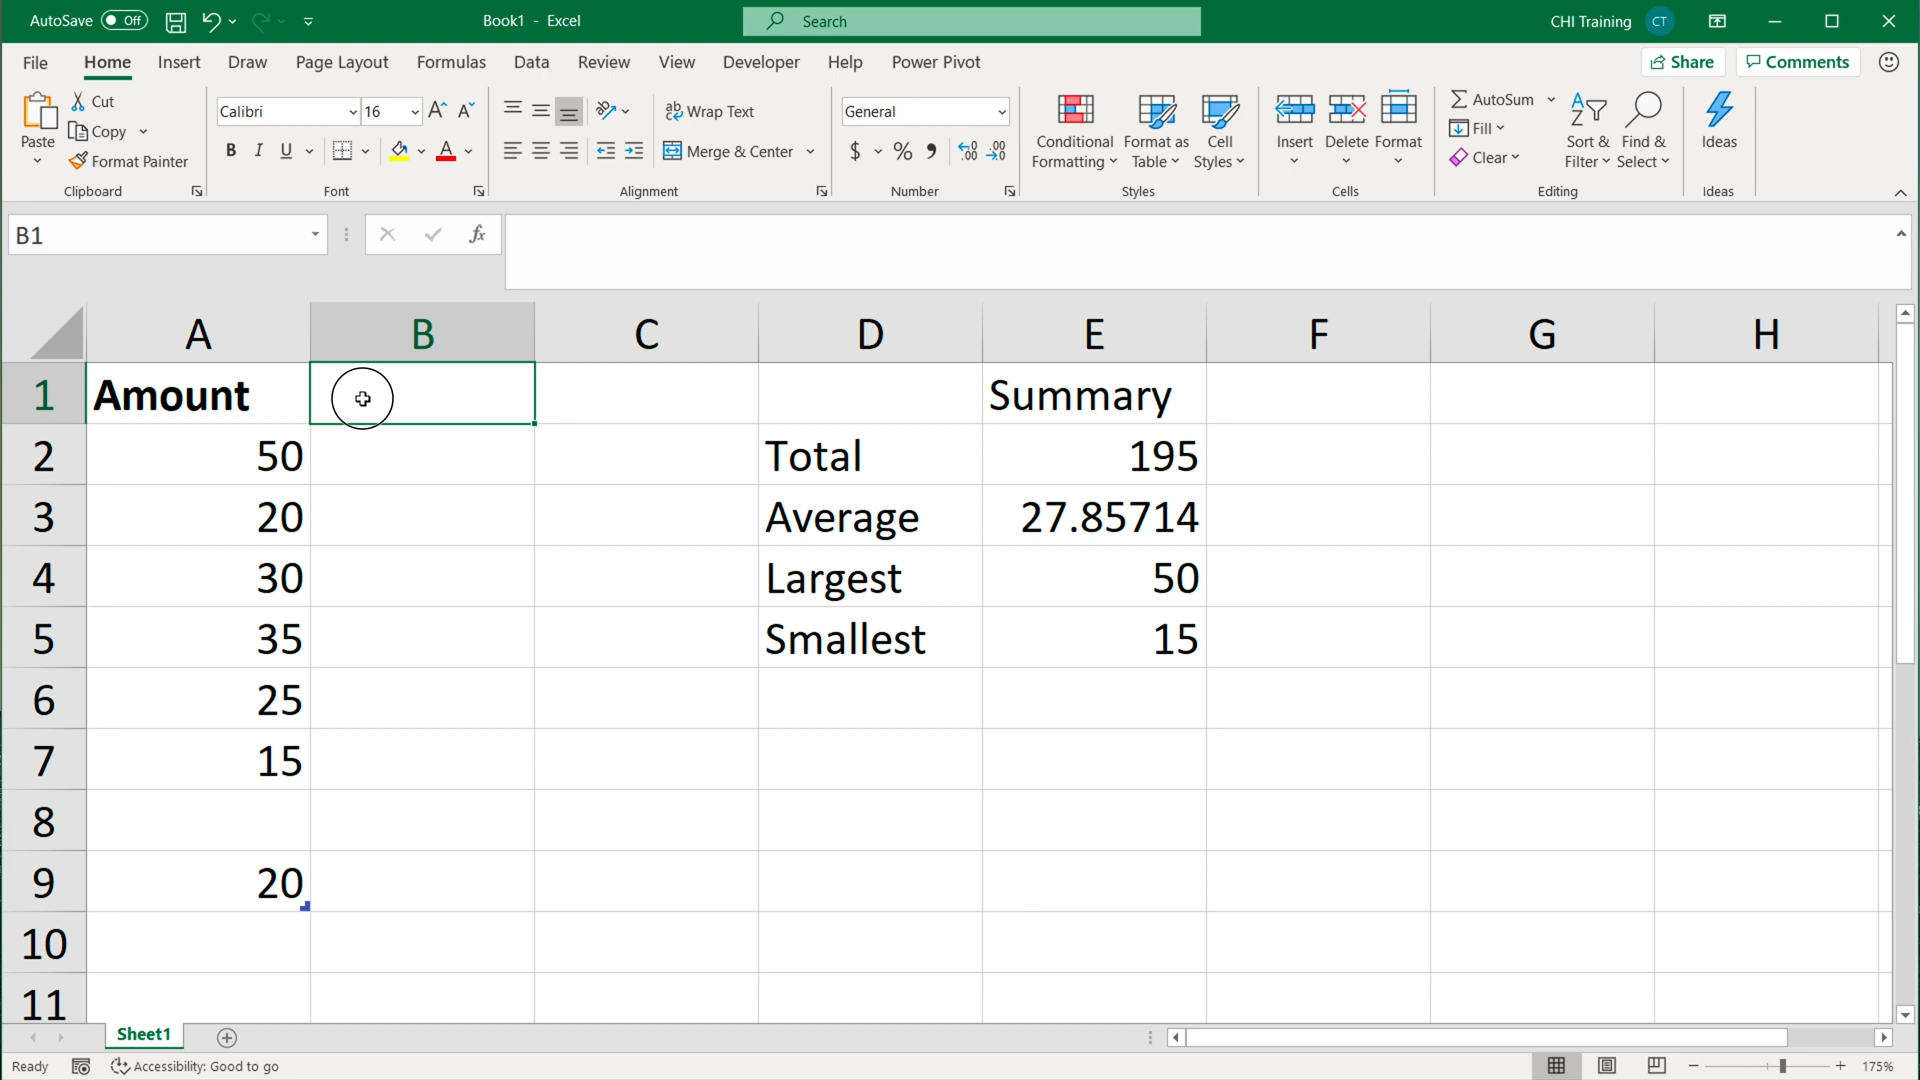 AutoSave Off Book1 - Excel Search CHI Training CT
File Home Insert Draw Page Layout Formulas Data Review View Developer Help Power Pivot Share Comments
Paste
Cut
Copy
Format Painter
Clipboard
Calibri 16
B I U A
Font
ab Wrap Text
Merge & Center
Alignment
General
$ % 9 .00
Number
Conditional Formatting
Format as Table
Cell Styles
Styles
Insert Delete Format
Cells
AutoSum
Fill
Clear
Sort & Filter
Find & Select
Editing
Ideas
Ideas
B1 fx
A B C D E F G H
1 Amount Summary
2 50 Total 195
3 20 Average 27.85714
4 30 Largest 50
5 35 Smallest 15
6 25
7 15
8
9 20
10
11
Sheet1
Ready Accessibility: Good to go 175%